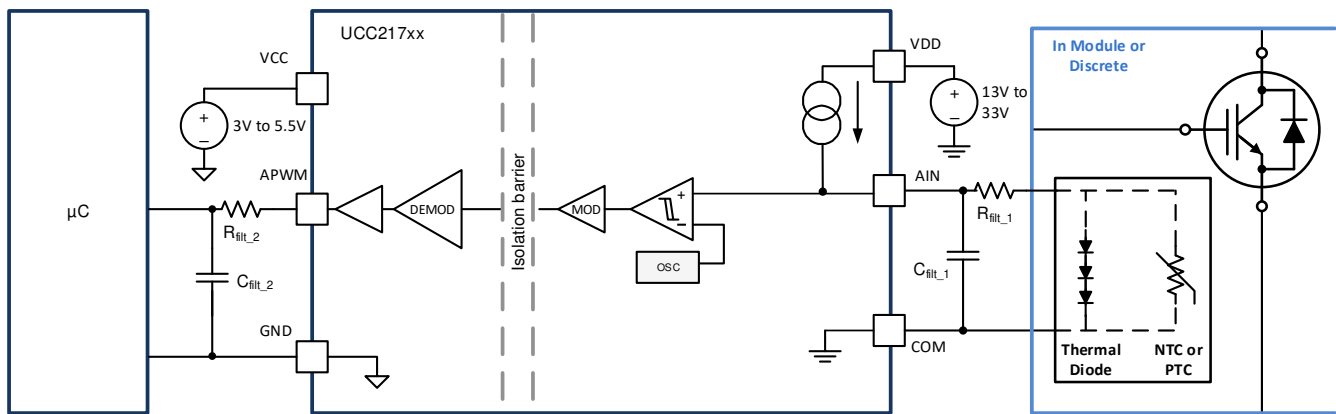 UCC217xx
VCC
VDD
In Module or
Discrete
+
−
3V to 5.5V
+
−
13V to
33V
APWM
AIN
µC
DEMOD
Isolation barrier
MOD
+
−
Rfilt_2
Rfilt_1
OSC
Cfilt_2
Cfilt_1
GND
COM
Thermal
Diode
NTC or
PTC